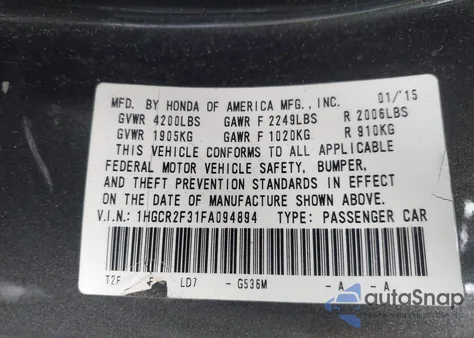 MFD. BY HONDA OF AMERICA MFG., INC. 01/'15
GVWR 4200LBS GAWR F 2249LBS R 2006LBS
GVWR 1905KG GAWR F 1020KG R 910KG
THIS VEHICLE CONFORMS TO ALL APPLICABLE
FEDERAL MOTOR VEHICLE SAFETY, BUMPER,
AND THEFT PREVENTION STANDARDS IN EFFECT
ON THE DATE OF MANUFACTURE SHOWN ABOVE.
V.I.N: 1HGCR2F31FA094894 TYPE: PASSENGER CAR
T2F LD7 - G536M - A - A
autoSnap